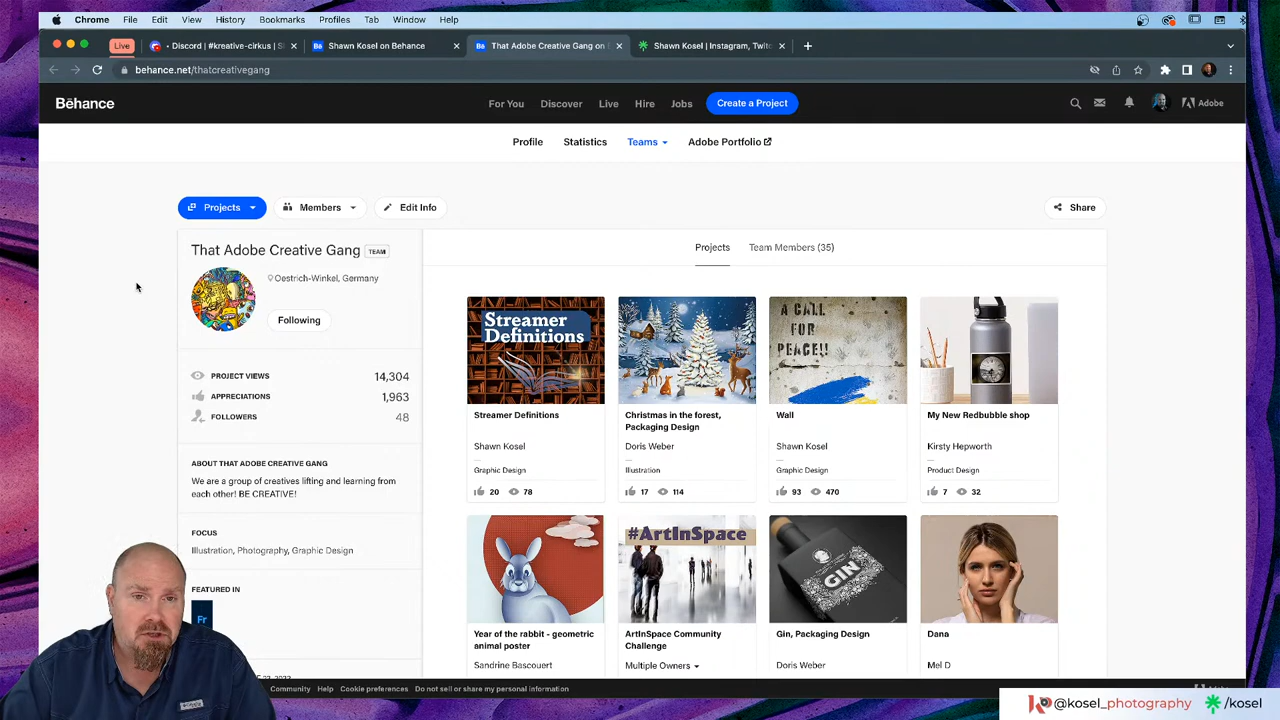 Chrome File Edit View History Bookmarks Profiles Tab Window Help
Live • Discord | #kreative-cirkus | S Shawn Kosel on Behance That Adobe Creative Gang on Shawn Kosel | Instagram, Twit
behance.net/thatcreativegang
Bēhance For You Discover Live Hire Jobs Create a Project Adobe
Profile Statistics Teams Adobe Portfolio
Projects Members Edit Info Share
That Adobe Creative Gang TEAM
Oestrich-Winkel, Germany
Following
PROJECT VIEWS 14,304
APPRECIATIONS 1,963
FOLLOWERS 48
ABOUT THAT ADOBE CREATIVE GANG
We are a group of creatives lifting and learning from
each other! BE CREATIVE!
FOCUS
Illustration, Photography, Graphic Design
FEATURED IN
Fr
Projects Team Members (35)
Streamer
Definitions
Streamer Definitions
Shawn Kosel
Graphic Design
20 78
Christmas in the forest,
Packaging Design
Doris Weber
Illustration
17 114
A CALL
FOR
PEACE!!
Wall
Shawn Kosel
Graphic Design
93 470
My New Redbubble shop
Kirsty Hepworth
Product Design
7 32
Year of the rabbit - geometric
animal poster
Sandrine Bascouert
#ArtInSpace
ArtInSpace Community
Challenge
Multiple Owners
GIN
Gin, Packaging Design
Doris Weber
Dana
Mel D
Community Help Cookie preferences Do not sell or share my personal information
@kosel_photography /kosel